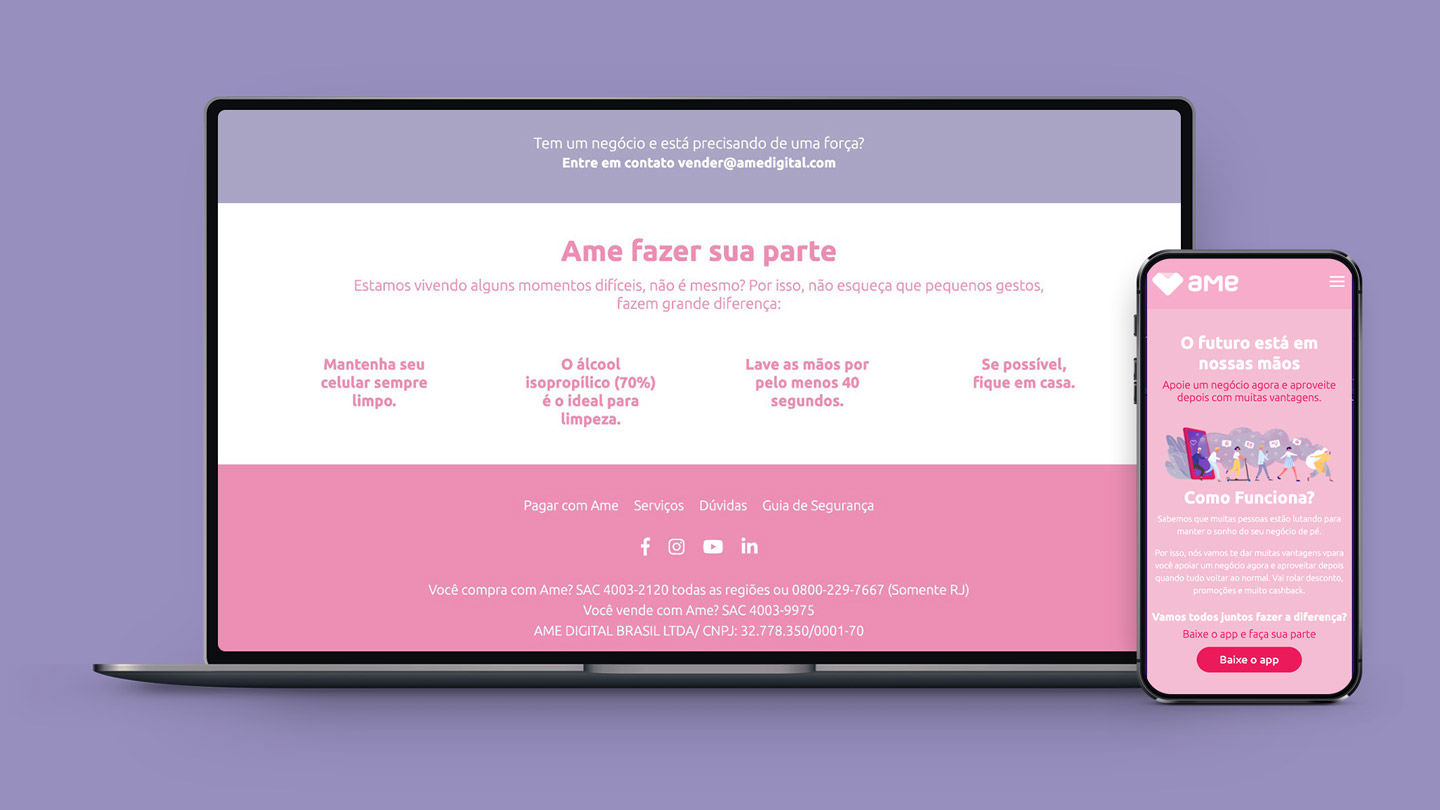 Tem um negócio e está precisando de uma força?
Entre em contato vender@amedigital.com
Ame fazer sua parte
Estamos vivendo alguns momentos difíceis, não é mesmo? Por isso, não esqueça que pequenos gestos,
fazem grande diferença:
Mantenha seu
celular sempre
limpo.
O álcool
isopropílico (70%)
é o ideal para
limpeza.
Lave as mãos por
pelo menos 40
segundos.
Se possível,
fique em casa.
Pagar com Ame Serviços Dúvidas Guia de Segurança
Você compra com Ame? SAC 4003-2120 todas as regiões ou 0800-229-7667 (Somente RJ)
Você vende com Ame? SAC 4003-9975
AME DIGITAL BRASIL LTDA/ CNPJ: 32.778.350/0001-70
ame
O futuro está em
nossas mãos
Apoie um negócio agora e aproveite
depois com muitas vantagens.
Como Funciona?
Sabemos que muitas pessoas estão lutando para
manter o sonho do seu negócio de pé.
Por isso, nós vamos te dar muitas vantagens vpara
você apoiar um negócio agora e aproveitar depois
quando tudo voltar ao normal. Vai rolar desconto,
promoções e muito cashback.
Vamos todos juntos fazer a diferença?
Baixe o app e faça sua parte
Baixe o app